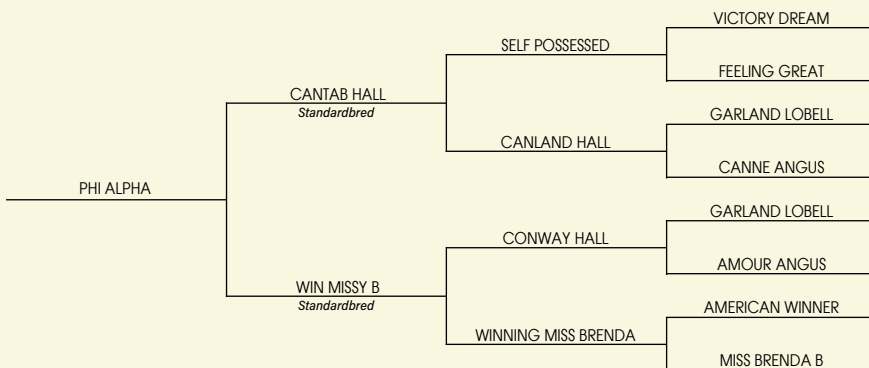 VICTORY DREAM
SELF POSSESSED
FEELING GREAT
CANTAB HALL
Standardbred
GARLAND LOBELL
CANLAND HALL
CANNE ANGUS
PHI ALPHA
GARLAND LOBELL
CONWAY HALL
AMOUR ANGUS
WIN MISSY B
Standardbred
AMERICAN WINNER
WINNING MISS BRENDA
MISS BRENDA B